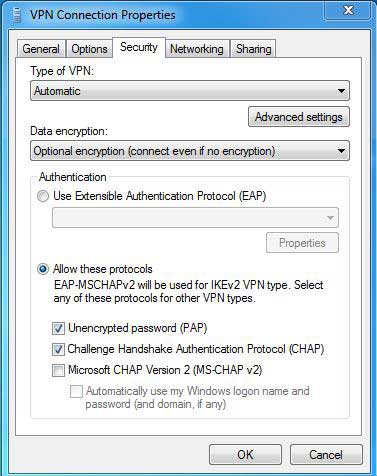 VPN Connection Properties
General Options Security Networking Sharing
Type of VPN:
Automatic
Advanced settings
Data encryption:
Optional encryption (connect even if no encryption)
Authentication
Use Extensible Authentication Protocol (EAP)
Properties
Allow these protocols
EAP-MSCHAPv2 will be used for IKEv2 VPN type. Select
any of these protocols for other VPN types.
Unencrypted password (PAP)
Challenge Handshake Authentication Protocol (CHAP)
Microsoft CHAP Version 2 (MS-CHAP v2)
Automatically use my Windows logon name and
password (and domain, if any)
OK Cancel